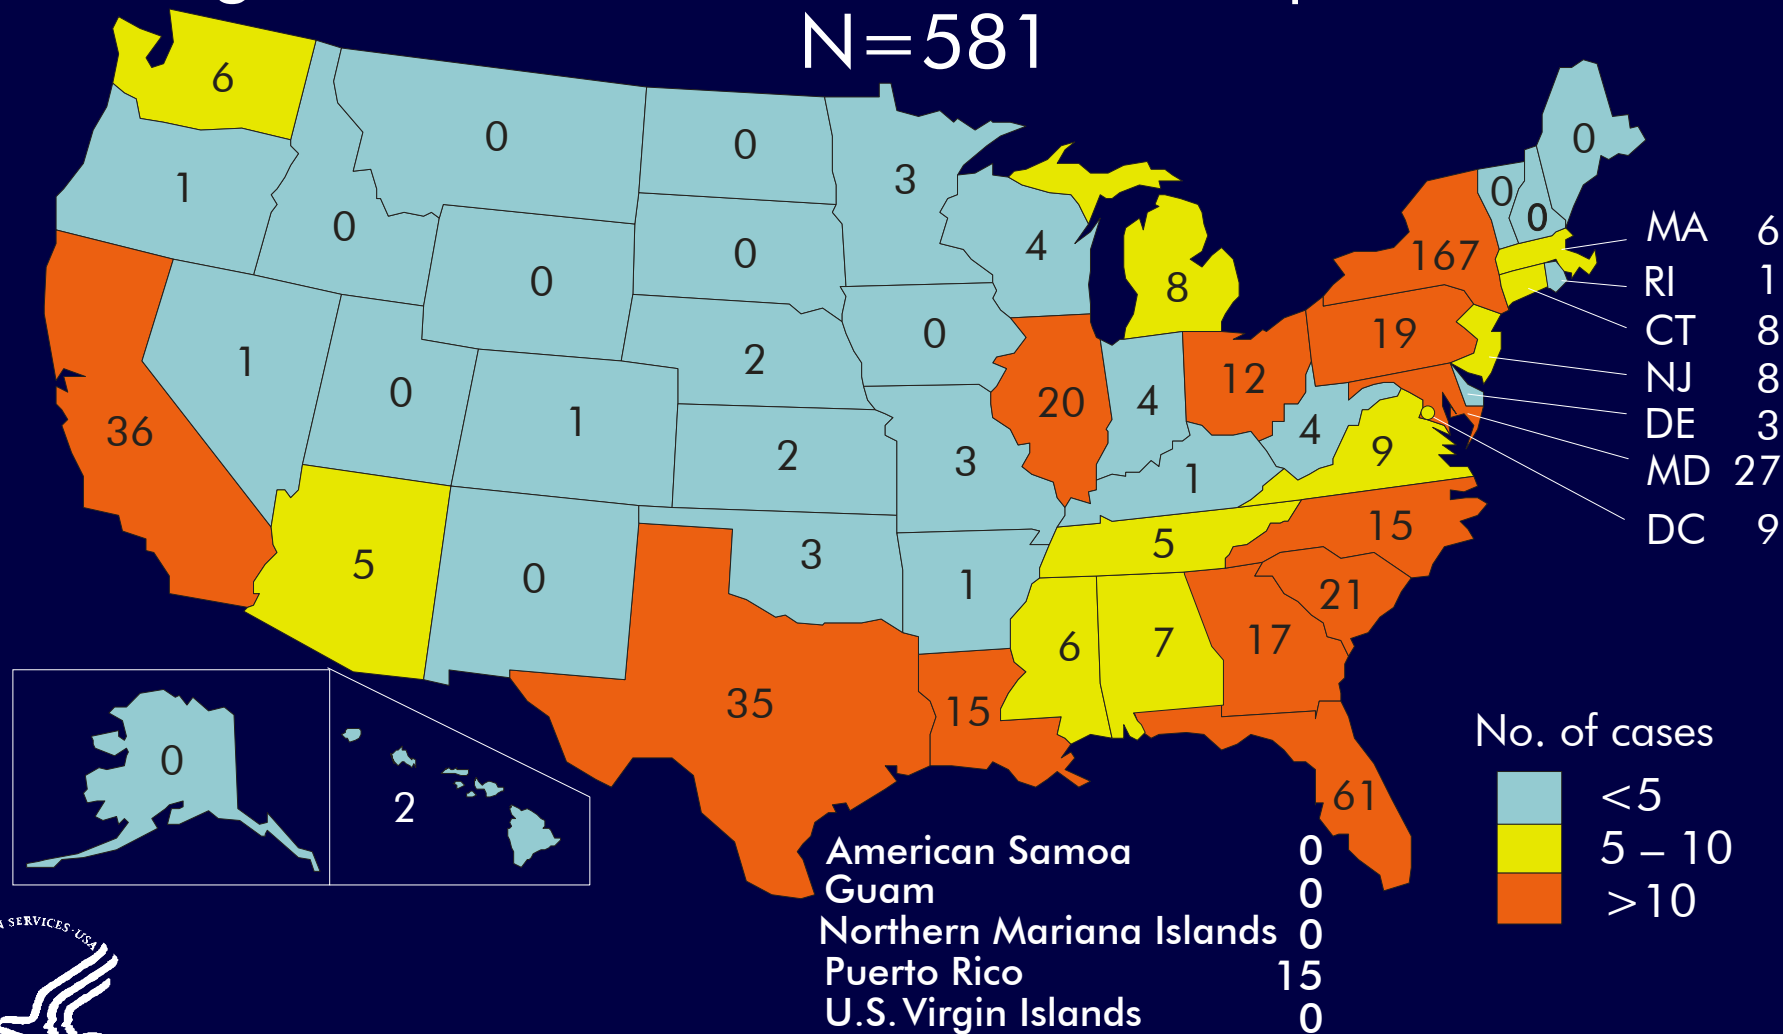 N=581
6
0
0
3
0
1
0
0
0
0
MA 6
4
167
RI 1
0
8
CT 8
0
19
1
2
NJ 8
0
12
1
20
4
DE 3
36
4
9
2
3
MD 27
1
15
DC 9
5
3
5
0
1
21
6
7
17
35
15
No. of cases
0
<5
61
2
5 – 10
American Samoa 0
Guam 0
>10
Northern Mariana Islands 0
Puerto Rico 15
U.S. Virgin Islands 0
SERVICES·USA